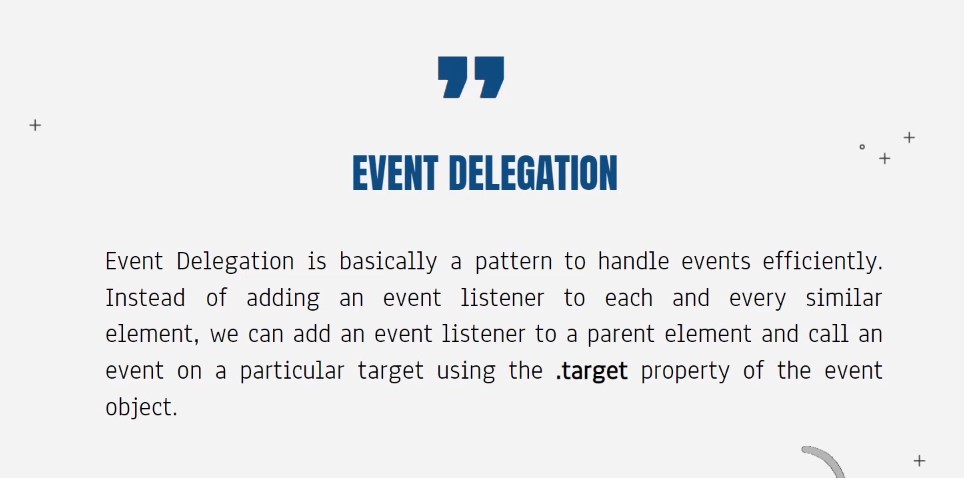 ”
EVENT DELEGATION
Event Delegation is basically a pattern to handle events efficiently.
Instead of adding an event listener to each and every similar
element, we can add an event listener to a parent element and call an
event on a particular target using the .target property of the event
object.